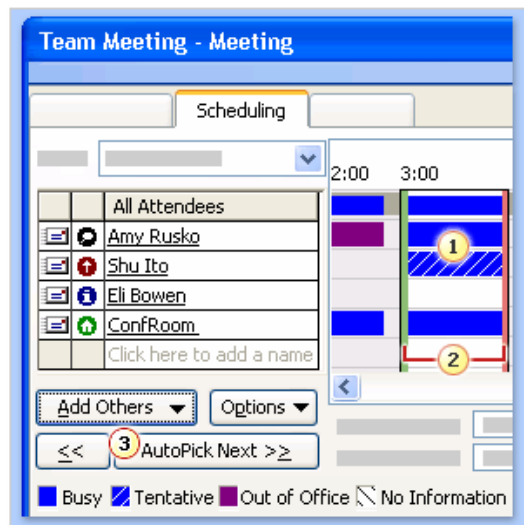 Team Meeting - Meeting
Scheduling
2:00 3:00
All Attendees
Amy Rusko
1
Shu Ito
Eli Bowen
ConfRoom
Click here to add a name
2
Add Others Options
<< 3 AutoPick Next >>
Busy Tentative Out of Office No Information